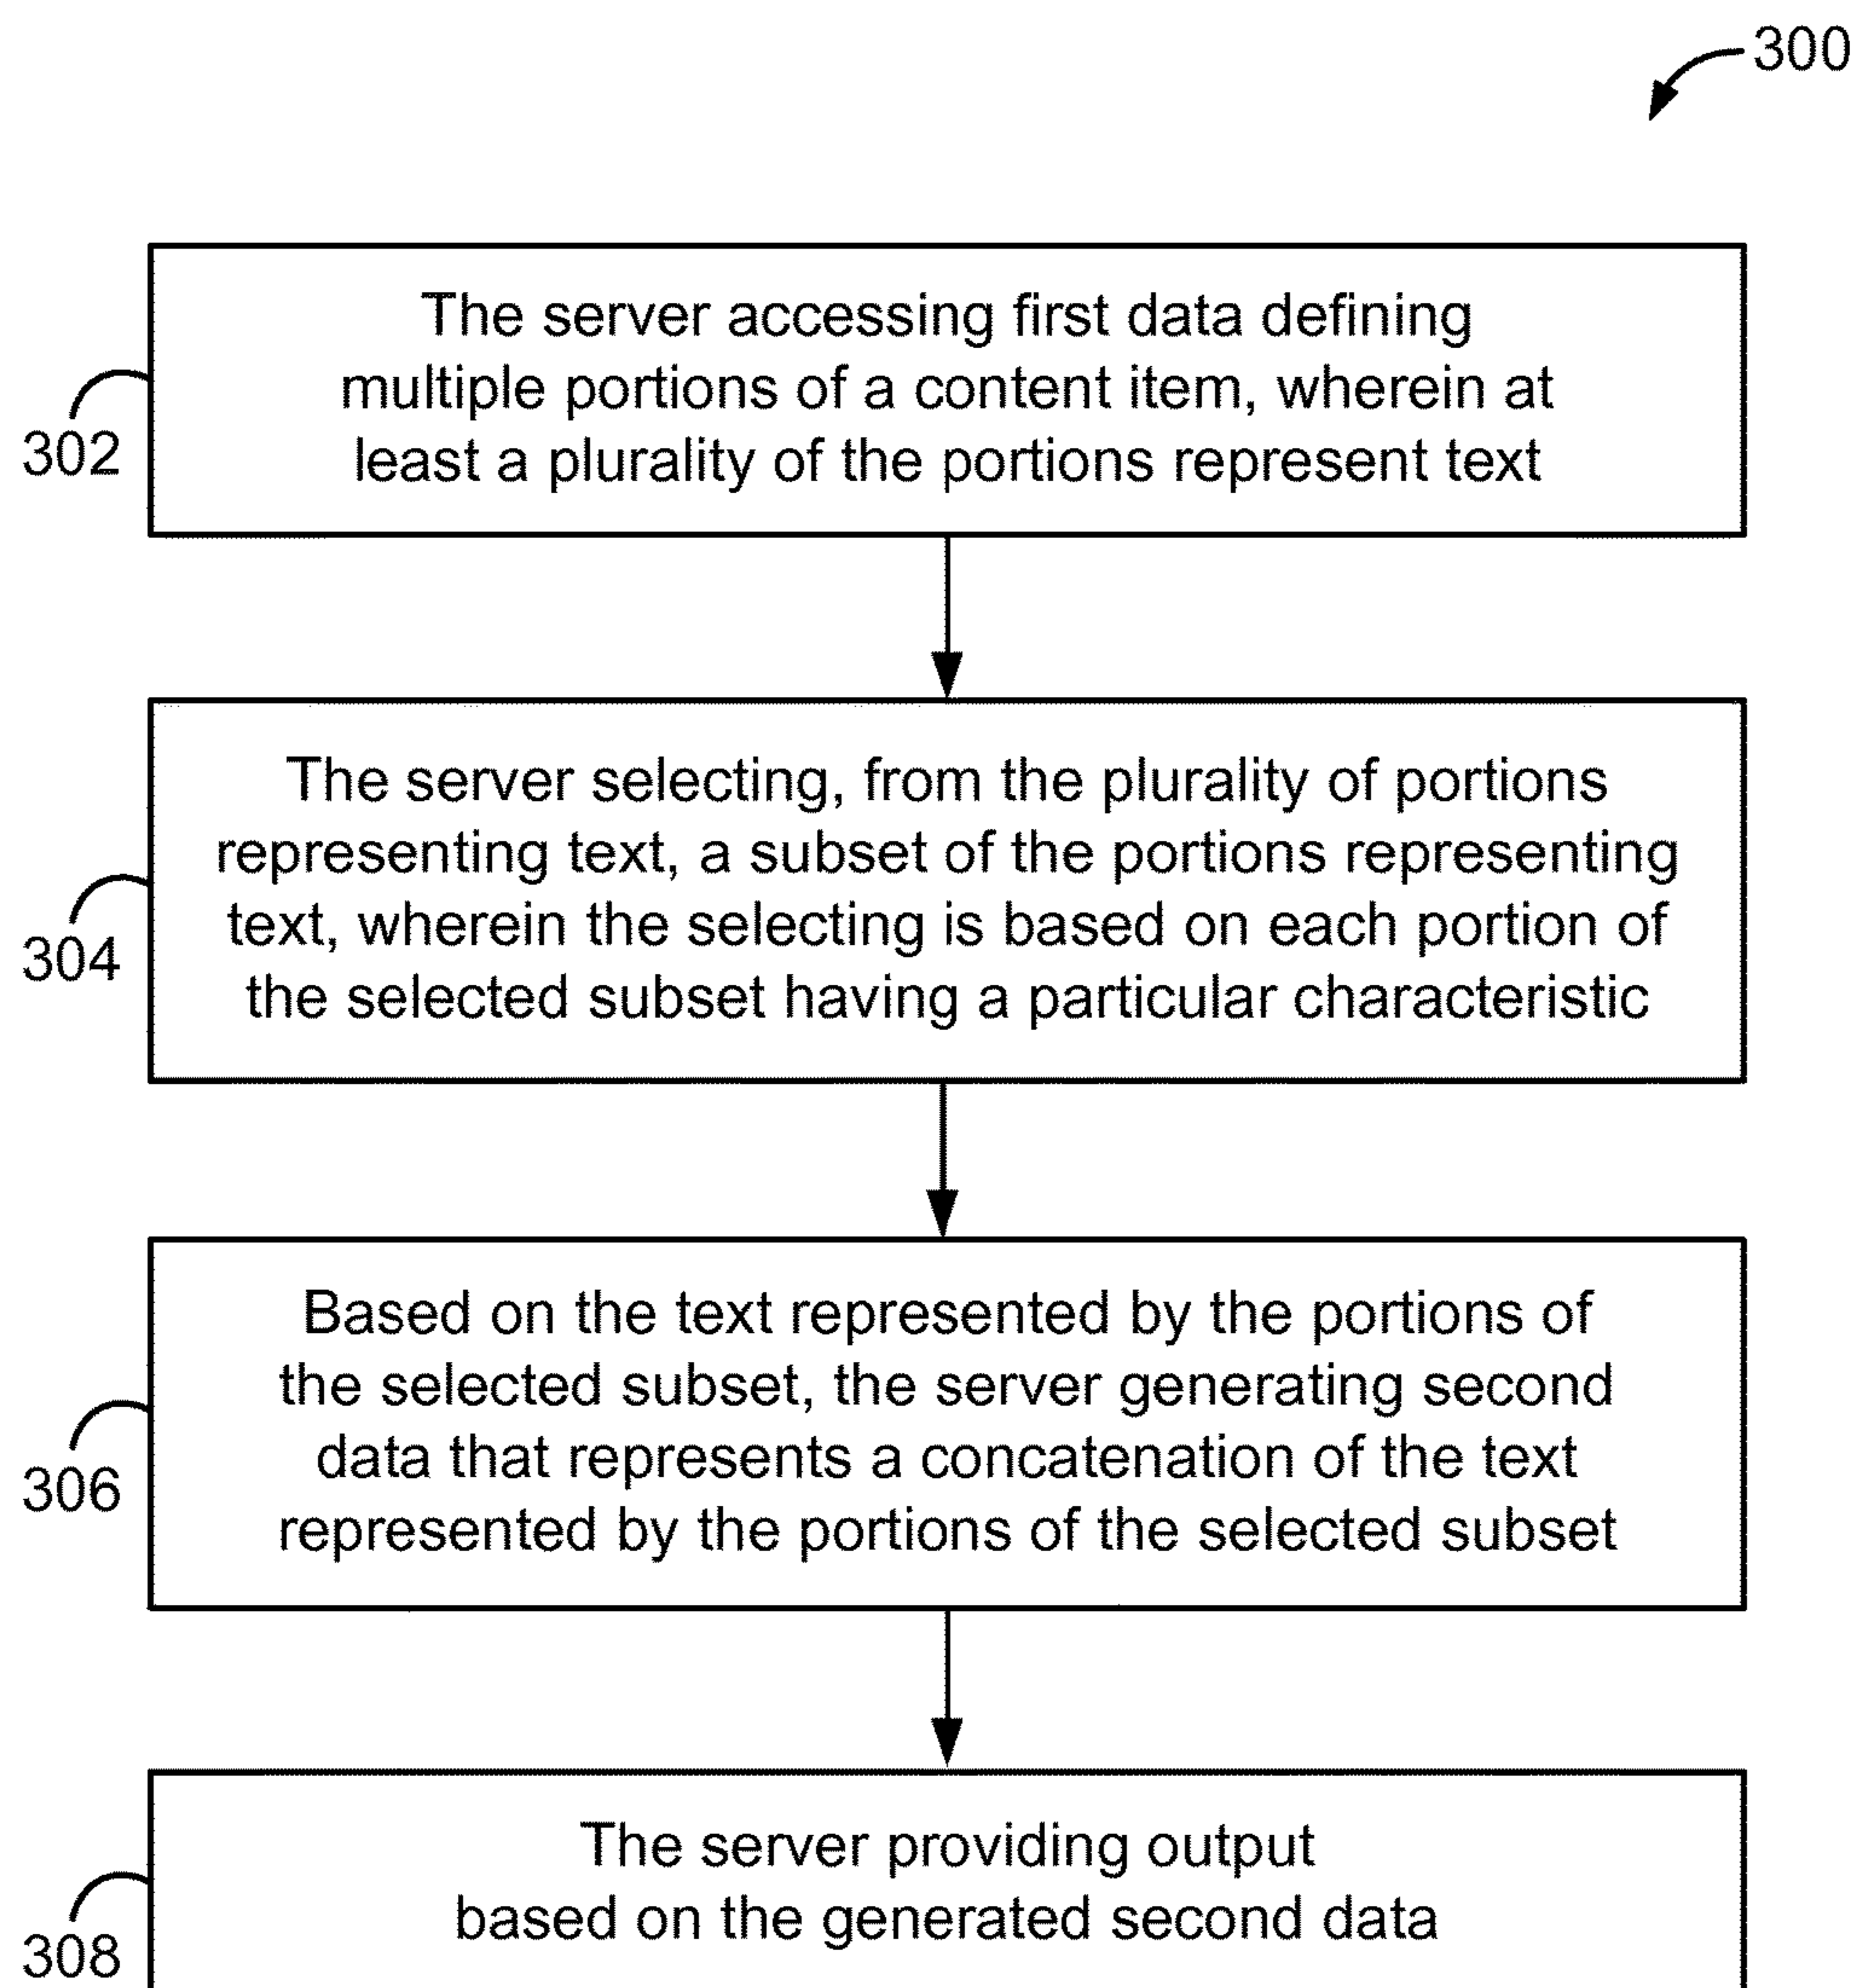 300
The server accessing first data defining
multiple portions of a content item, wherein at
least a plurality of the portions represent text
302
The server selecting, from the plurality of portions
representing text, a subset of the portions representing
text, wherein the selecting is based on each portion of
the selected subset having a particular characteristic
304
Based on the text represented by the portions of
the selected subset, the server generating second
data that represents a concatenation of the text
represented by the portions of the selected subset
306
The server providing output
based on the generated second data
308